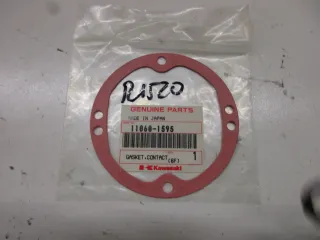 R1520
GENUINE PARTS
MADE IN JAPAN
11060-1595
GASKET,CONTACT(BF) 1
Kawasaki